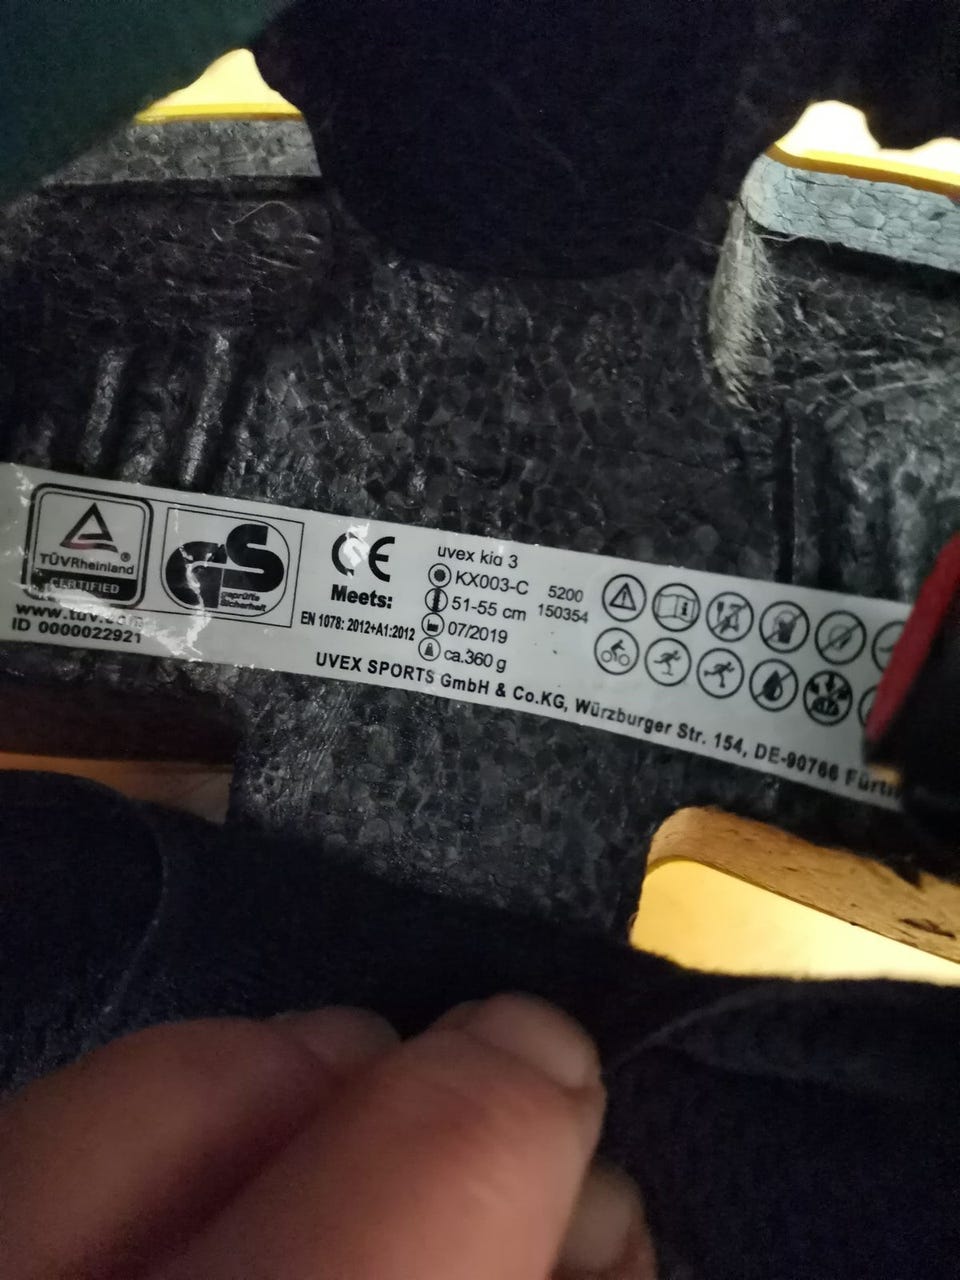 TÜVRheinland®
CERTIFIED
www.tuv.com
ID 0000022921
GS
geprüfte
Sicherheit
CE
Meets:
EN 1078: 2012+A1:2012
uvex kid 3
KX003-C 5200
51-55 cm 150354
07/2019
ca.360 g
UVEX SPORTS GmbH & Co.KG, Würzburger Str. 154, DE-90766 Fürth